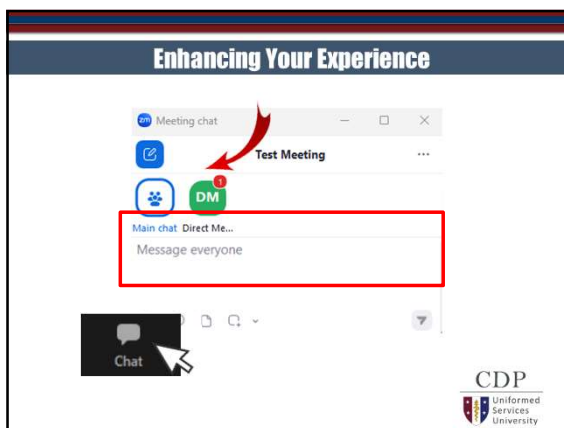 Enhancing Your Experience
zm Meeting chat
Test Meeting
1
DM
Main chat Direct Me...
Message everyone
Chat
CDP
Uniformed
Services
University